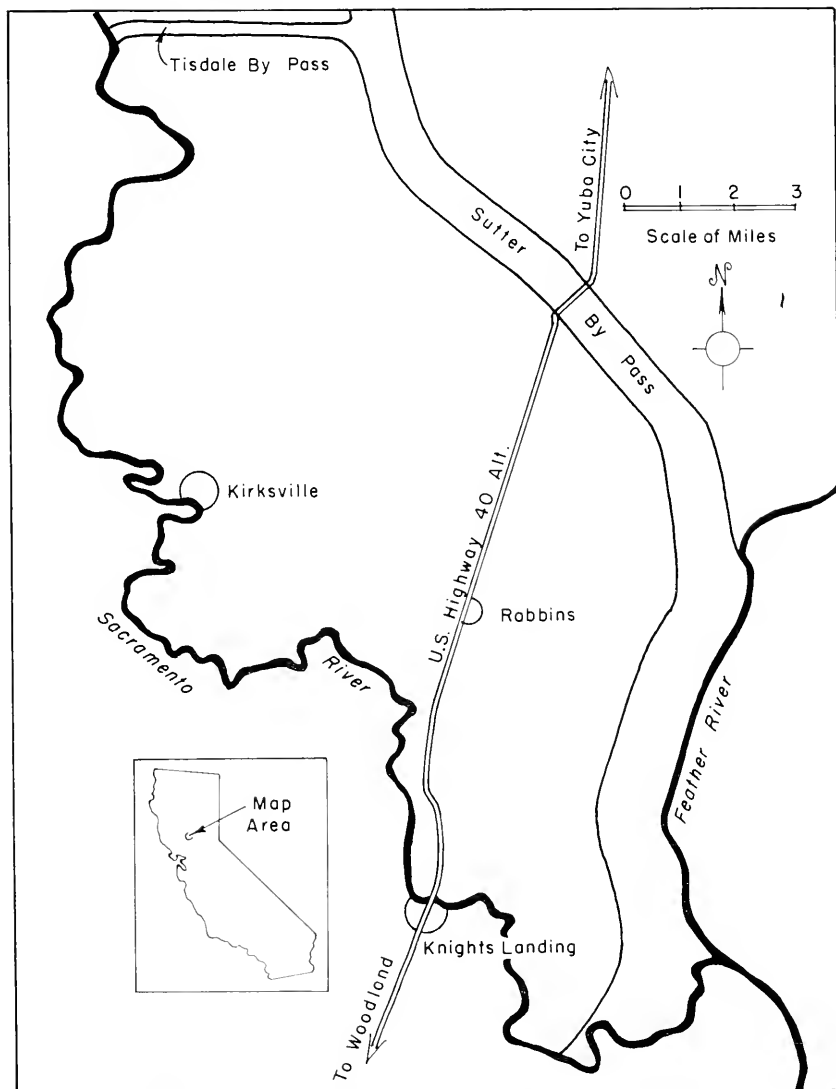 Tisdale By Pass
To Yuba City
0 1 2 3
Scale of Miles
N
Sutter
By Pass
U.S. Highway 40 Alt.
Kirksville
Robbins
Sacramento
River
Feather River
Map
Area
Knights Landing
To Woodland